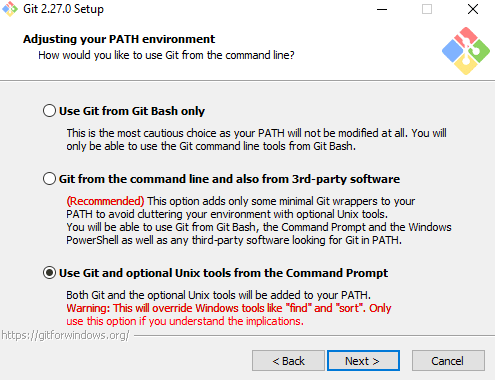 Git 2.27.0 Setup
Adjusting your PATH environment
How would you like to use Git from the command line?
Use Git from Git Bash only
This is the most cautious choice as your PATH will not be modified at all. You will
only be able to use the Git command line tools from Git Bash.
Git from the command line and also from 3rd-party software
(Recommended) This option adds only some minimal Git wrappers to your
PATH to avoid cluttering your environment with optional Unix tools.
You will be able to use Git from Git Bash, the Command Prompt and the Windows
PowerShell as well as any third-party software looking for Git in PATH.
Use Git and optional Unix tools from the Command Prompt
Both Git and the optional Unix tools will be added to your PATH.
Warning: This will override Windows tools like "find" and "sort". Only
use this option if you understand the implications.
https://gitforwindows.org/
< Back Next > Cancel